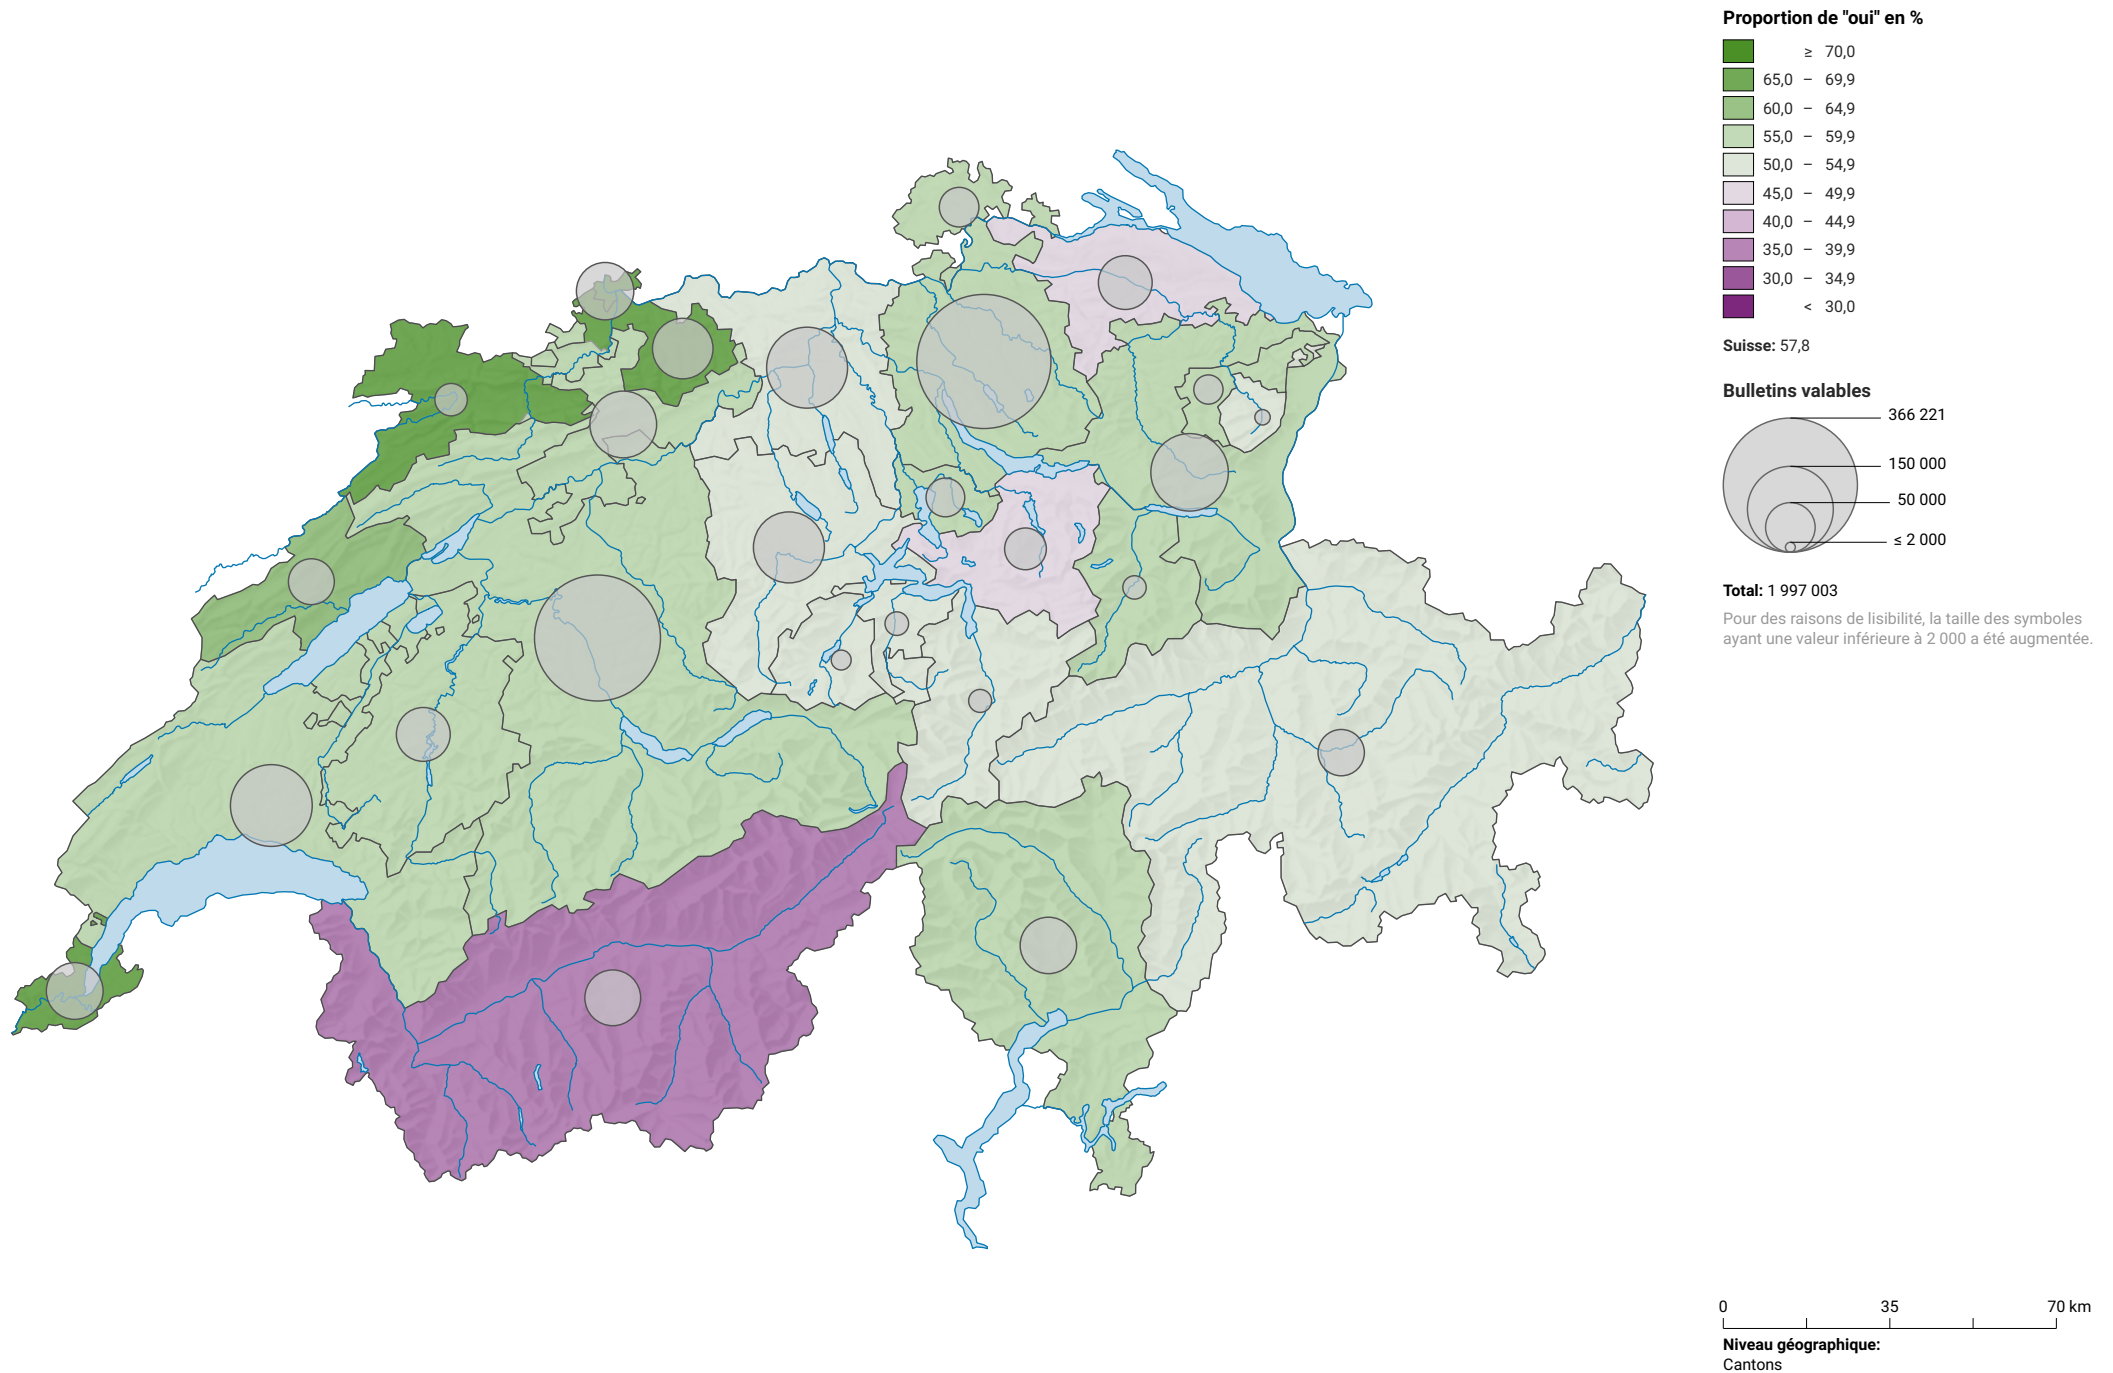 Proportion de "oui" en %
≥ 70,0
65,0 – 69,9
60,0 – 64,9
55,0 – 59,9
50,0 – 54,9
45,0 – 49,9
40,0 – 44,9
35,0 – 39,9
30,0 – 34,9
< 30,0
Suisse: 57,8
Bulletins valables
366 221
150 000
50 000
≤ 2 000
Total: 1 997 003
Pour des raisons de lisibilité, la taille des symboles
ayant une valeur inférieure à 2 000 a été augmentée.
0 35 70 km
Niveau géographique:
Cantons